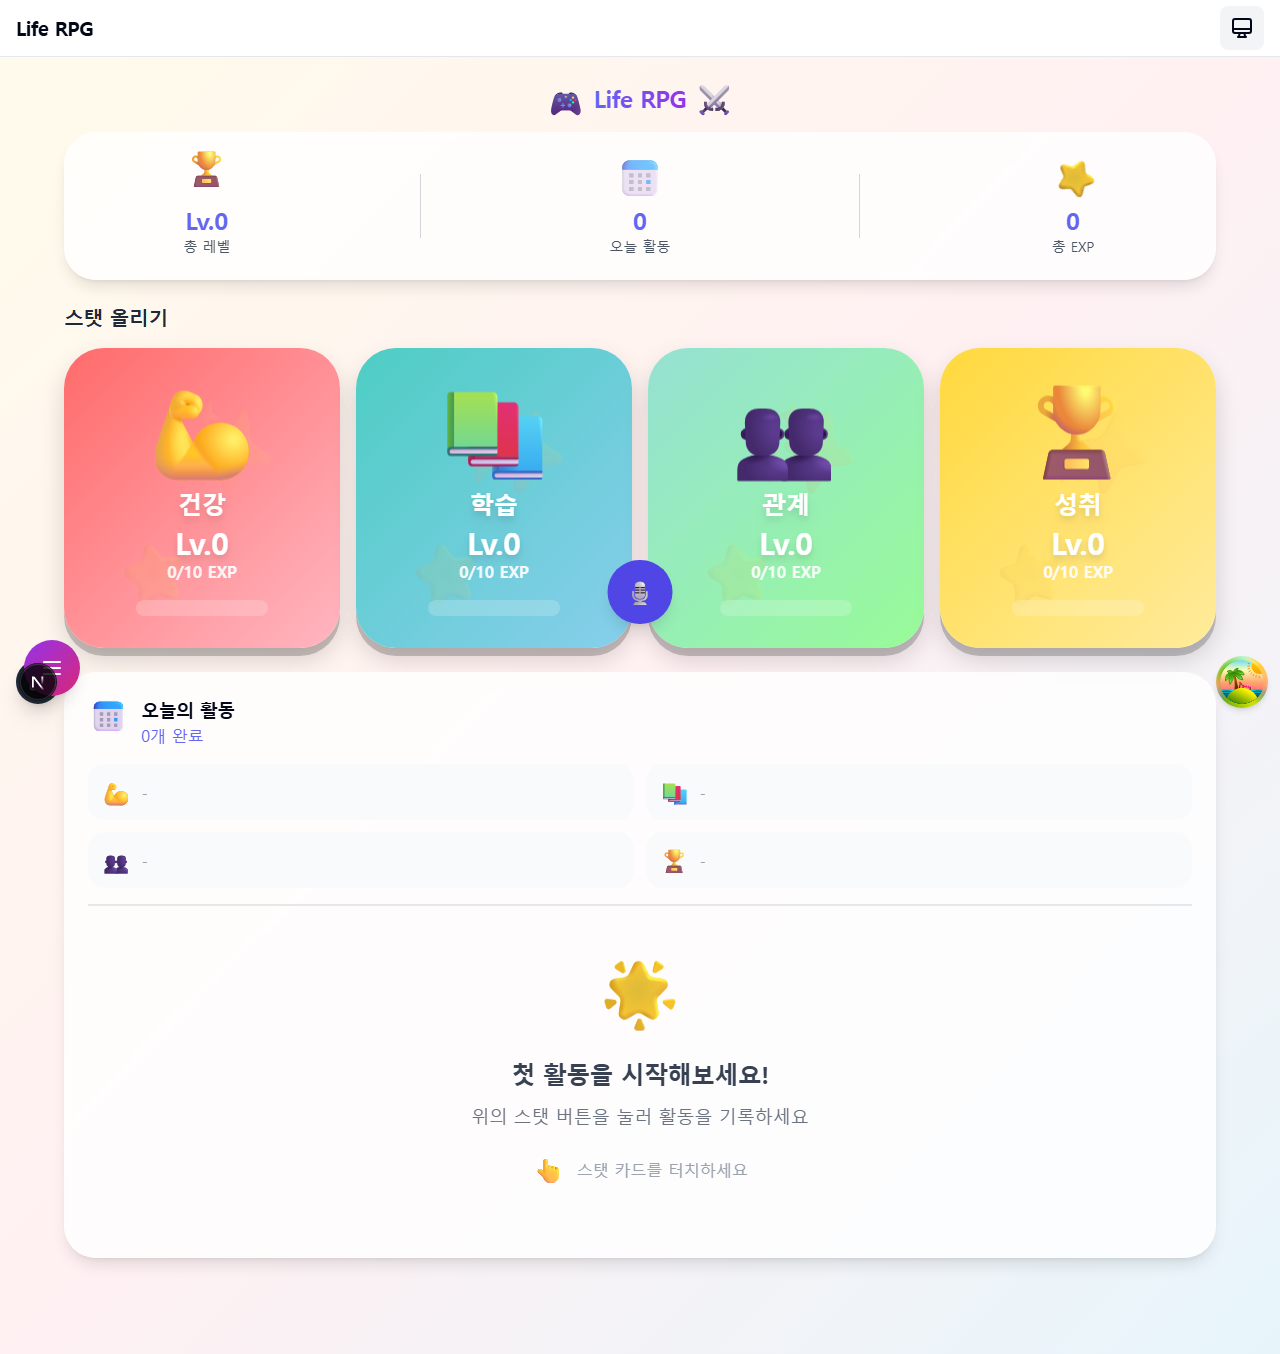 Life RPG
Life RPG
Lv.0
총 레벨
0
오늘 활동
0
총 EXP
스탯 올리기
건강
Lv.0
0/10 EXP
학습
Lv.0
0/10 EXP
관계
Lv.0
0/10 EXP
성취
Lv.0
0/10 EXP
N
오늘의 활동
0개 완료
-
-
-
-
첫 활동을 시작해보세요!
위의 스탯 버튼을 눌러 활동을 기록하세요
스탯 카드를 터치하세요